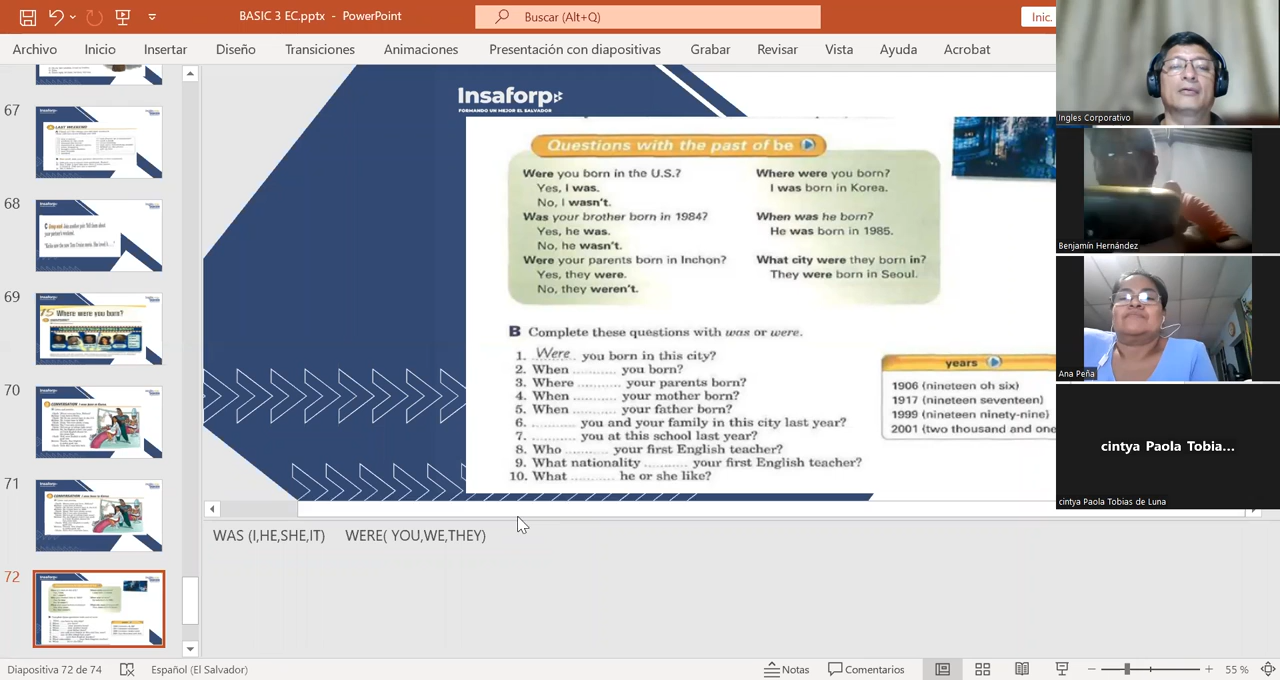 BASIC 3 EC.pptx - PowerPoint
Buscar (Alt+Q)
Inic.
Archivo Inicio Insertar Diseño Transiciones Animaciones Presentación con diapositivas Grabar Revisar Vista Ayuda Acrobat
67
68
69
15 Where were you born?
70
71
72
Insaforp
FORMANDO UN MEJOR EL SALVADOR
Questions with the past of be
Were you born in the U.S.?
Yes, I was.
No, I wasn't.
Was your brother born in 1984?
Yes, he was.
No, he wasn't.
Were your parents born in Inchon?
Yes, they were.
No, they weren't.
Where were you born?
I was born in Korea.
When was he born?
He was born in 1985.
What city were they born in?
They were born in Seoul.
B Complete these questions with was or were.
1. Were you born in this city?
2. When .......... you born?
3. Where .......... your parents born?
4. When .......... your mother born?
5. When .......... your father born?
6. .......... you and your family in this city last year?
7. .......... you at this school last year?
8. Who .......... your first English teacher?
9. What nationality .......... your first English teacher?
10. What .......... he or she like?
years
1906 (nineteen oh six)
1917 (nineteen seventeen)
1999 (nineteen ninety-nine)
2001 (two thousand and one
WAS (I,HE,SHE,IT) WERE( YOU,WE,THEY)
Ingles Corporativo
Benjamín Hernández
Ana Peña
cintya Paola Tobia...
cintya Paola Tobias de Luna
Diapositiva 72 de 74 Español (El Salvador) Notas Comentarios 55 %